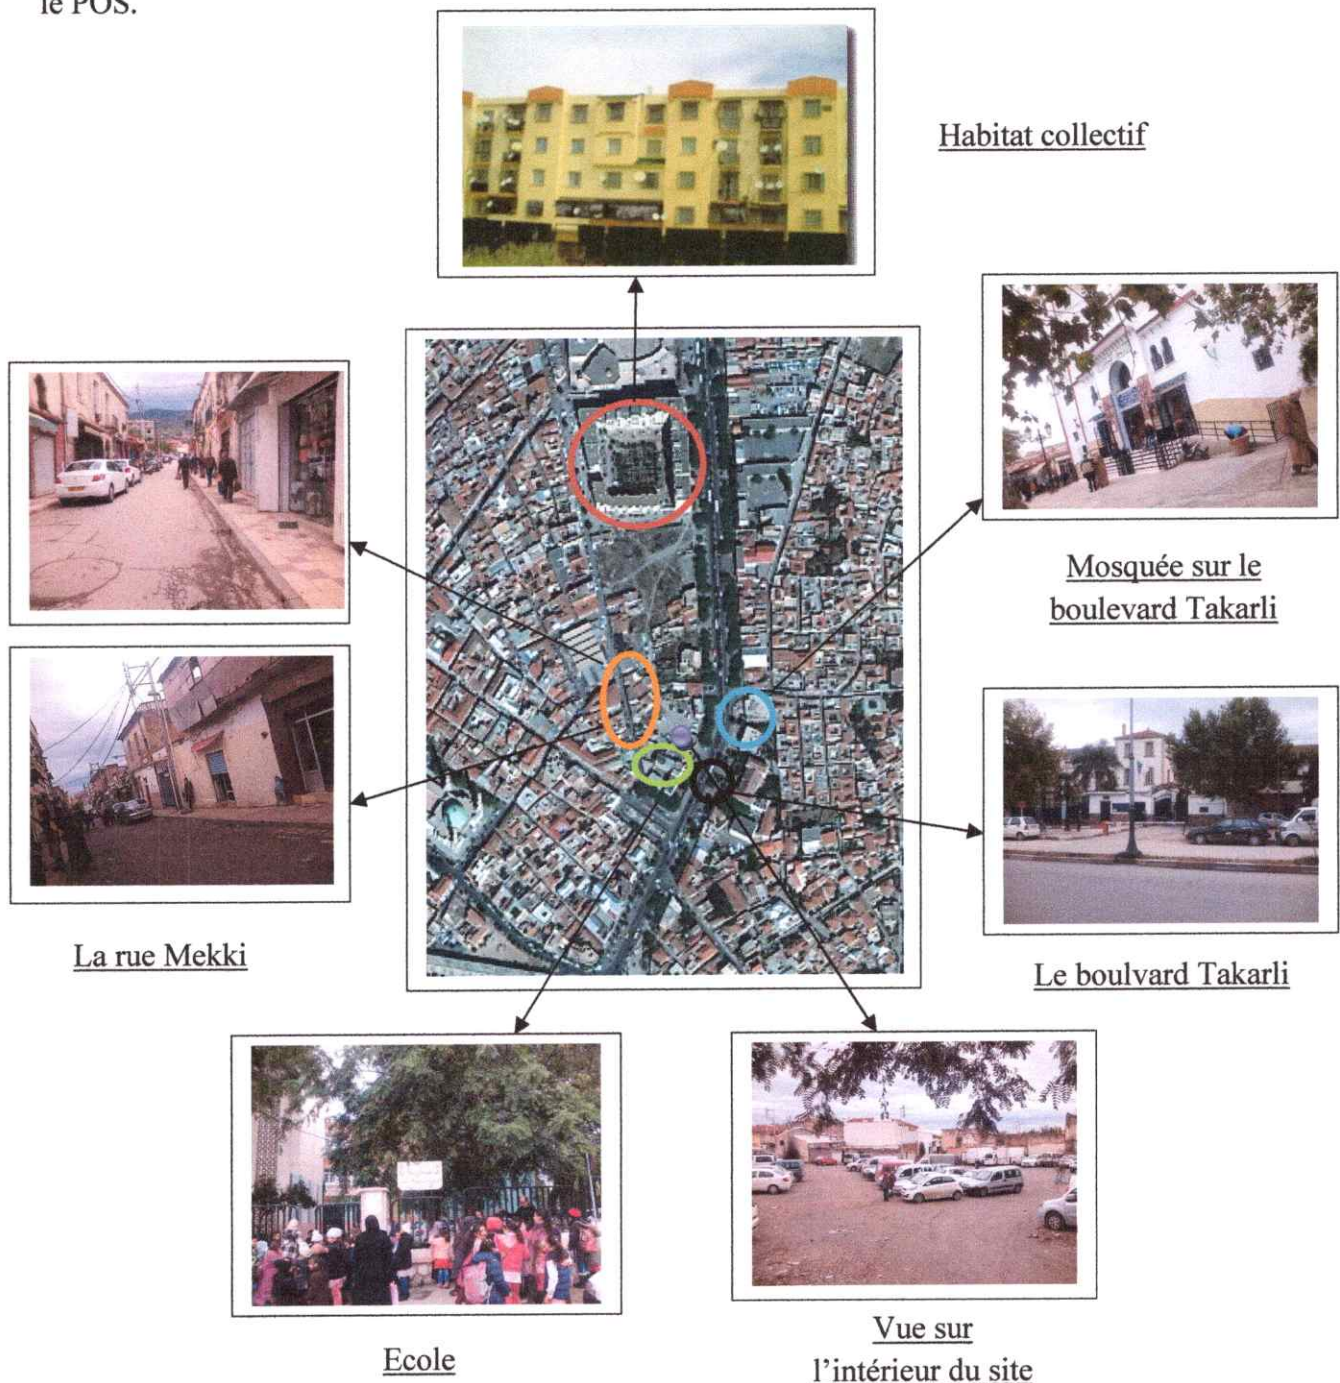 le POS.
Habitat collectif
Mosquée sur le
boulevard Takarli
La rue Mekki
Le boulvard Takarli
Ecole
Vue sur
l'intérieur du site